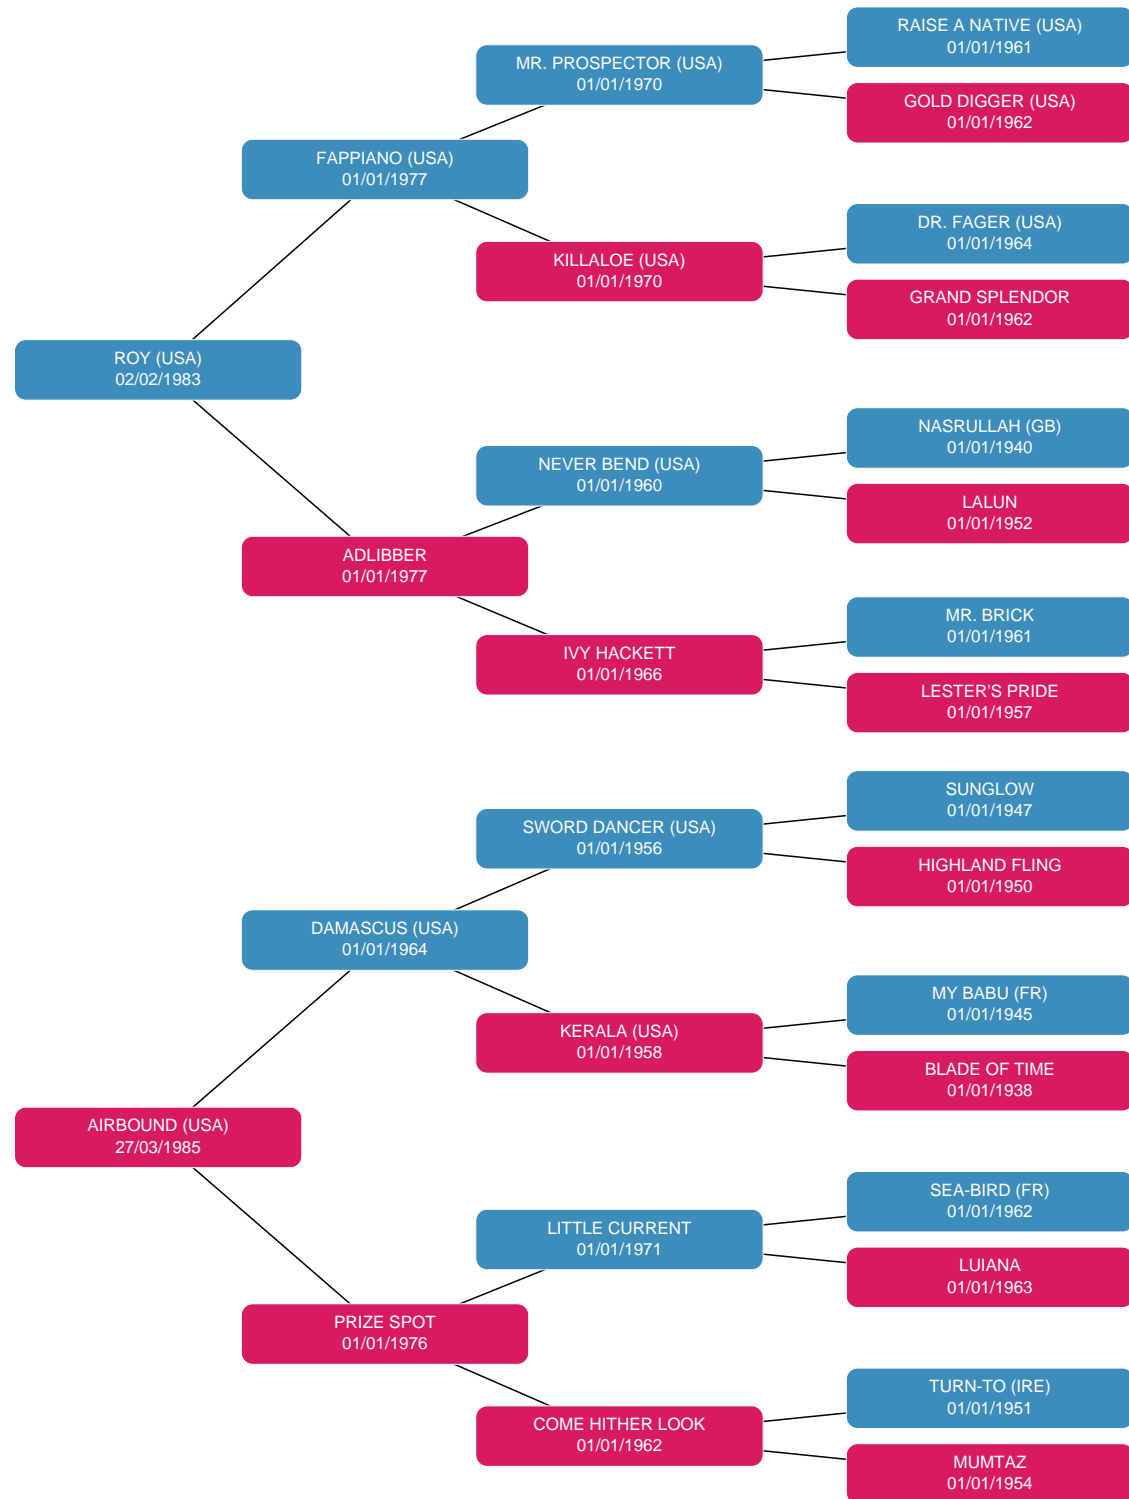 RAISE A NATIVE (USA)
01/01/1961
MR. PROSPECTOR (USA)
01/01/1970
GOLD DIGGER (USA)
01/01/1962
FAPPIANO (USA)
01/01/1977
DR. FAGER (USA)
01/01/1964
KILLALOE (USA)
01/01/1970
GRAND SPLENDOR
01/01/1962
ROY (USA)
02/02/1983
NASRULLAH (GB)
01/01/1940
NEVER BEND (USA)
01/01/1960
LALUN
01/01/1952
ADLIBBER
01/01/1977
MR. BRICK
01/01/1961
IVY HACKETT
01/01/1966
LESTER'S PRIDE
01/01/1957
SUNGLOW
01/01/1947
SWORD DANCER (USA)
01/01/1956
HIGHLAND FLING
01/01/1950
DAMASCUS (USA)
01/01/1964
MY BABU (FR)
01/01/1945
KERALA (USA)
01/01/1958
BLADE OF TIME
01/01/1938
AIRBOUND (USA)
27/03/1985
SEA-BIRD (FR)
01/01/1962
LITTLE CURRENT
01/01/1971
LUIANA
01/01/1963
PRIZE SPOT
01/01/1976
TURN-TO (IRE)
01/01/1951
COME HITHER LOOK
01/01/1962
MUMTAZ
01/01/1954